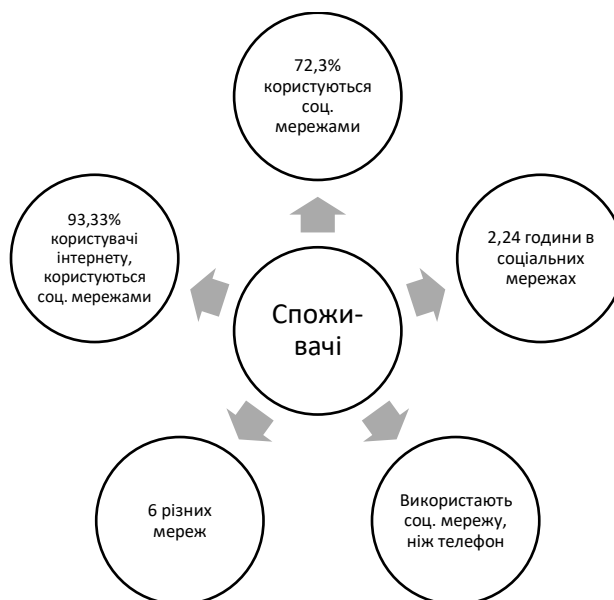 72,3%
користуються
соц.
мережами
93,33%
користувачі
інтернету,
користуються
соц. мережами
2,24 години в
соціальних
мережах
Спожи-
вачі
6 різних
мереж
Використають
соц. мережу,
ніж телефон